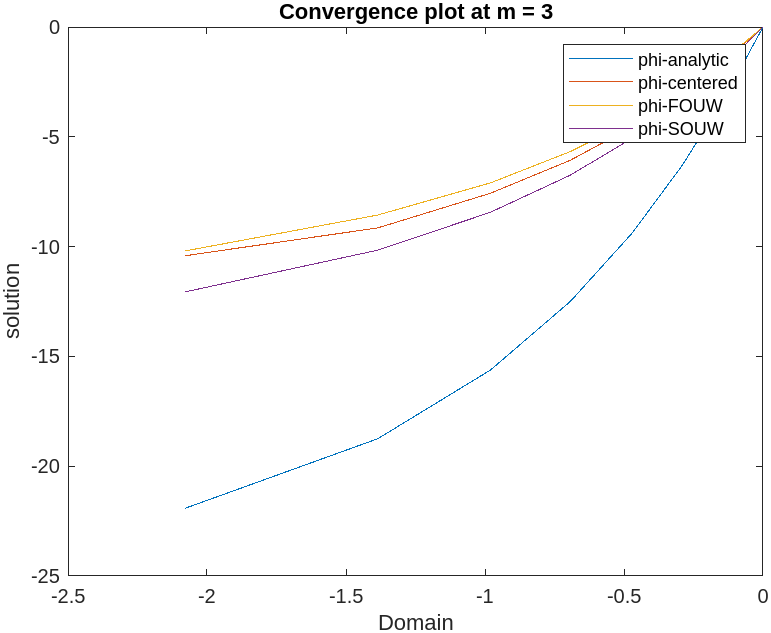 Convergence plot at m = 3
0
-5
-10
-15
-20
-25
solution
phi-analytic
phi-centered
phi-FOUW
phi-SOUW
-2.5
-2
-1.5
-1
-0.5
0
Domain